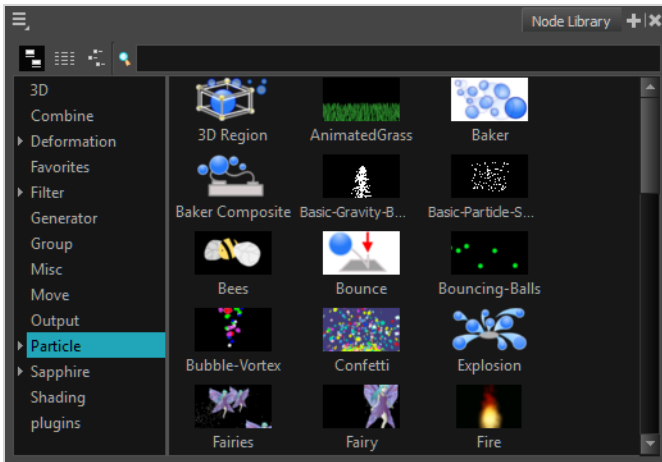 Node Library
3D
Combine
Deformation
Favorites
Filter
Generator
Group
Misc
Move
Output
Particle
Sapphire
Shading
plugins
3D Region AnimatedGrass Baker
Baker Composite Basic-Gravity-B... Basic-Particle-S...
Bees Bounce Bouncing-Balls
Bubble-Vortex Confetti Explosion
Fairies Fairy Fire